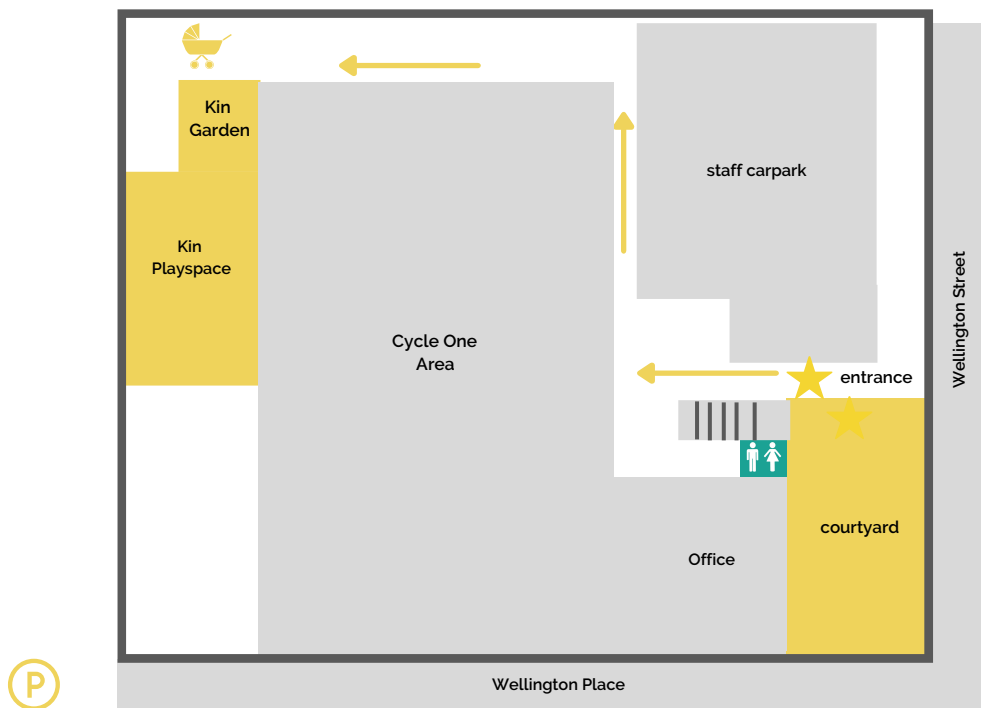 Kin
Garden
staff carpark
Kin
Playspace
Wellington Street
Cycle One
Area
entrance
courtyard
Office
P
Wellington Place